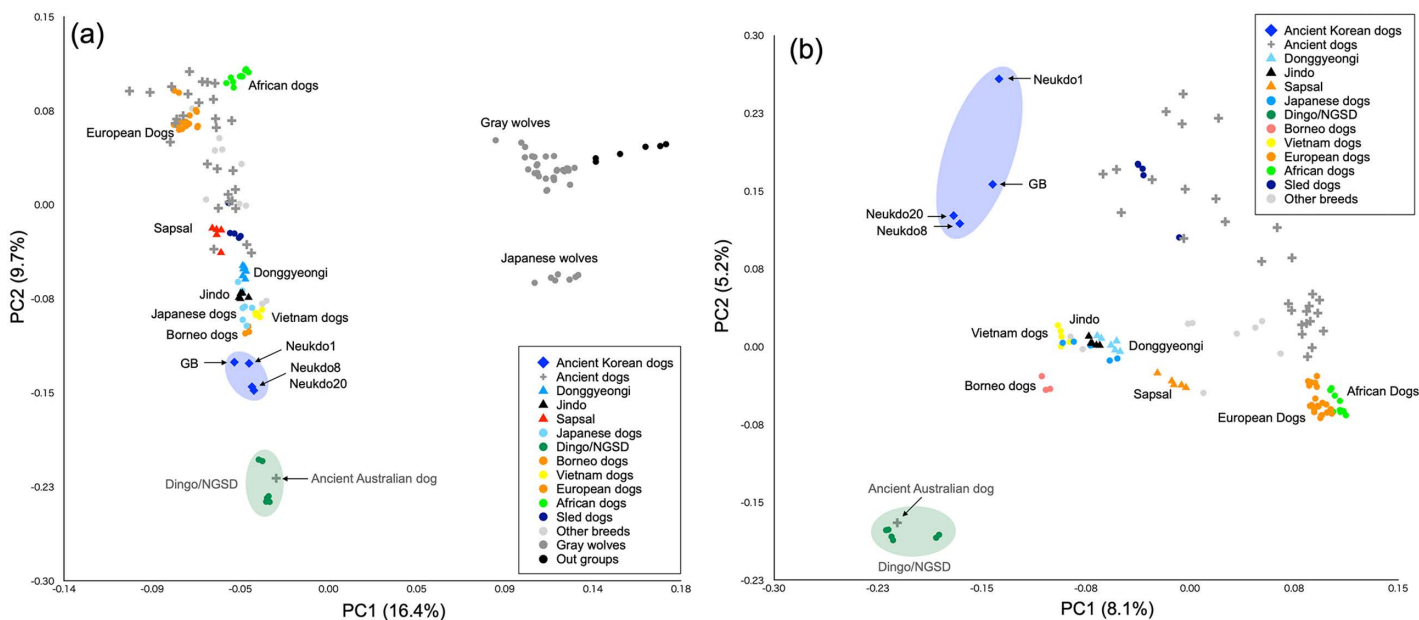 (a)
0.15
0.08
0.00
-0.08
-0.15
-0.23
-0.30
PC2 (9.7%)
African dogs
European Dogs
Gray wolves
Sapsal
Japanese wolves
Donggyeongi
Jindo
Japanese dogs
Vietnam dogs
Borneo dogs
GB
Neukdo1
Neukdo8
Neukdo20
Dingo/NGSD
Ancient Australian dog
Ancient Korean dogs
Ancient dogs
Donggyeongi
Jindo
Sapsal
Japanese dogs
Dingo/NGSD
Borneo dogs
Vietnam dogs
European dogs
African dogs
Sled dogs
Other breeds
Gray wolves
Out groups
-0.14
-0.09
-0.05
0.00
0.05
0.09
0.14
0.18
PC1 (16.4%)
(b)
0.30
0.23
0.15
0.08
0.00
-0.08
-0.15
-0.23
PC2 (5.2%)
Neukdo1
GB
Neukdo20
Neukdo8
Jindo
Vietnam dogs
Donggyeongi
Borneo dogs
Sapsal
African Dogs
European Dogs
Ancient Australian dog
Dingo/NGSD
Ancient Korean dogs
Ancient dogs
Donggyeongi
Jindo
Sapsal
Japanese dogs
Dingo/NGSD
Borneo dogs
Vietnam dogs
European dogs
African dogs
Sled dogs
Other breeds
-0.30
-0.23
-0.15
-0.08
0.00
0.08
0.15
PC1 (8.1%)